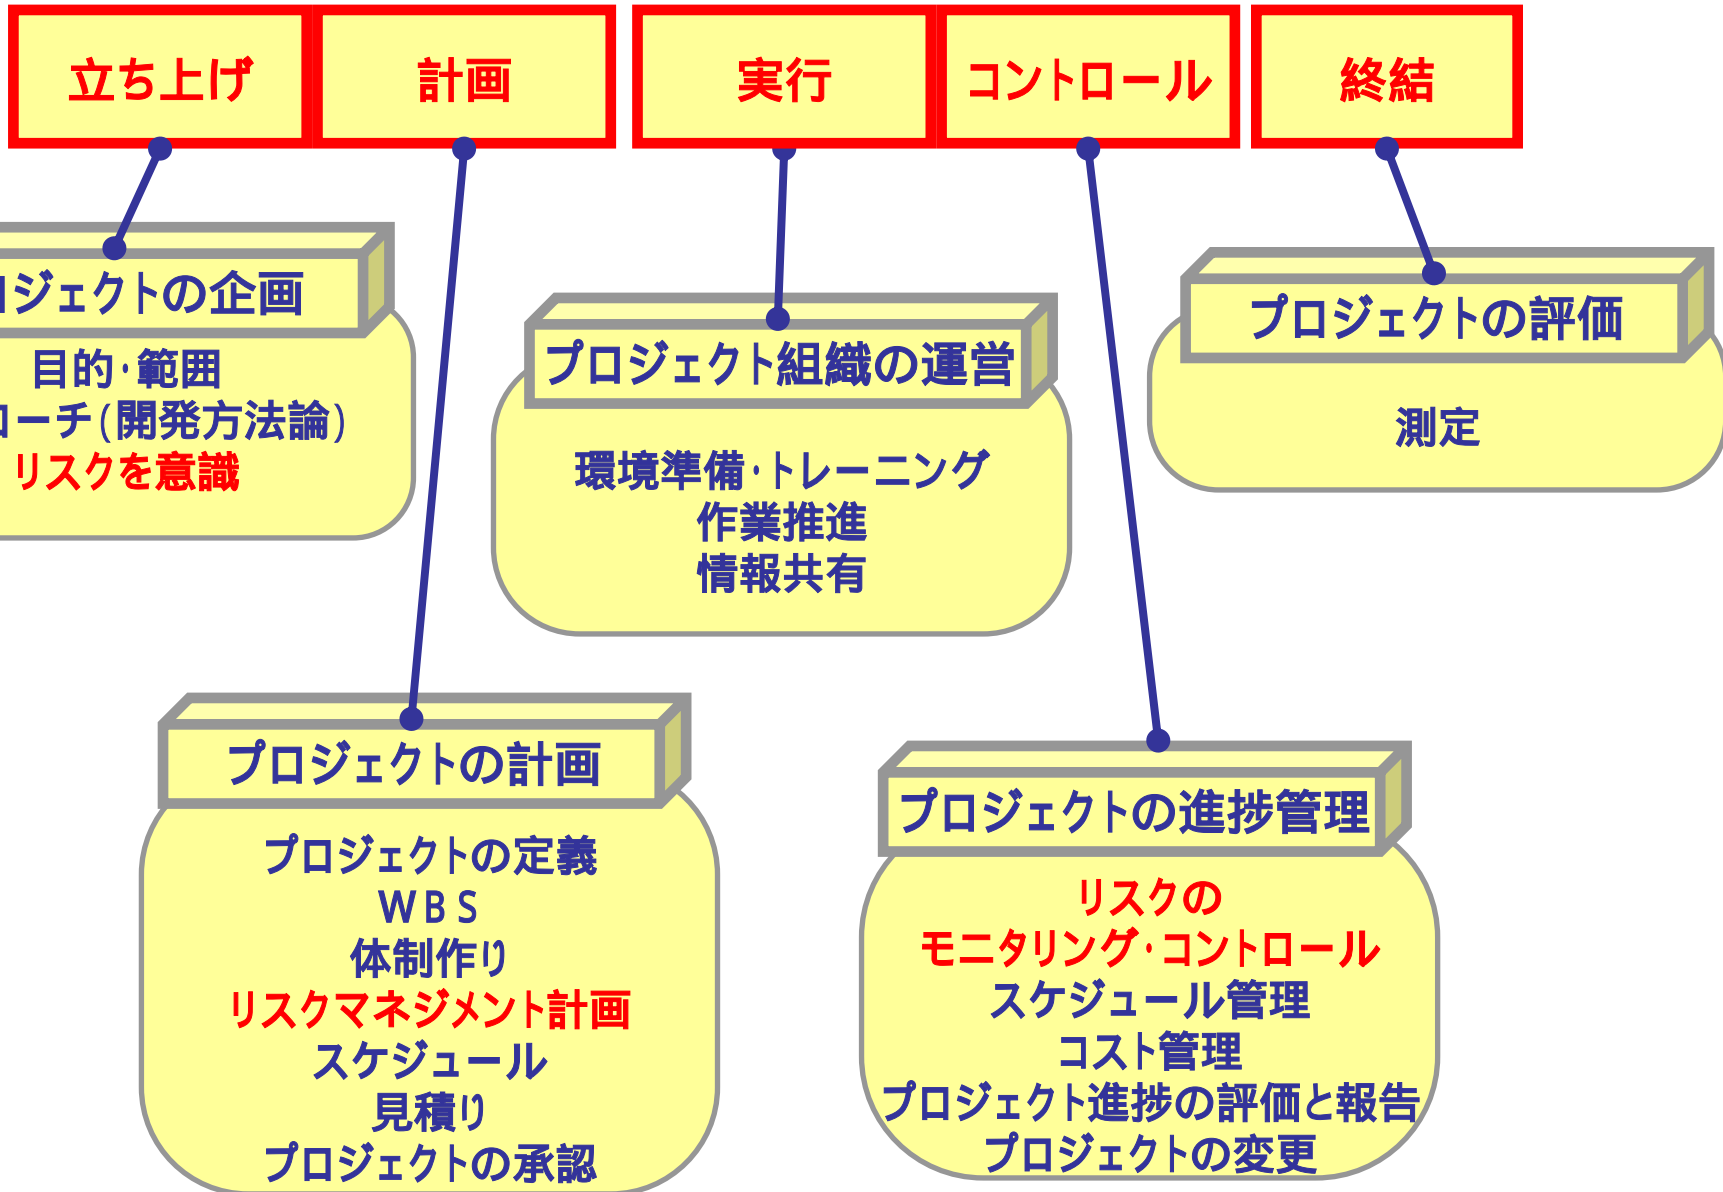 立ち上げ
計画
実行
コントロール
終結
ロジェクトの企画
目的・範囲
ローチ(開発方法論)
リスクを意識
プロジェクト組織の運営
環境準備・トレーニング
作業推進
情報共有
プロジェクトの評価
測定
プロジェクトの計画
プロジェクトの定義
WBS
体制作り
リスクマネジメント計画
スケジュール
見積り
プロジェクトの承認
プロジェクトの進捗管理
リスクの
モニタリング・コントロール
スケジュール管理
コスト管理
プロジェクト進捗の評価と報告
プロジェクトの変更